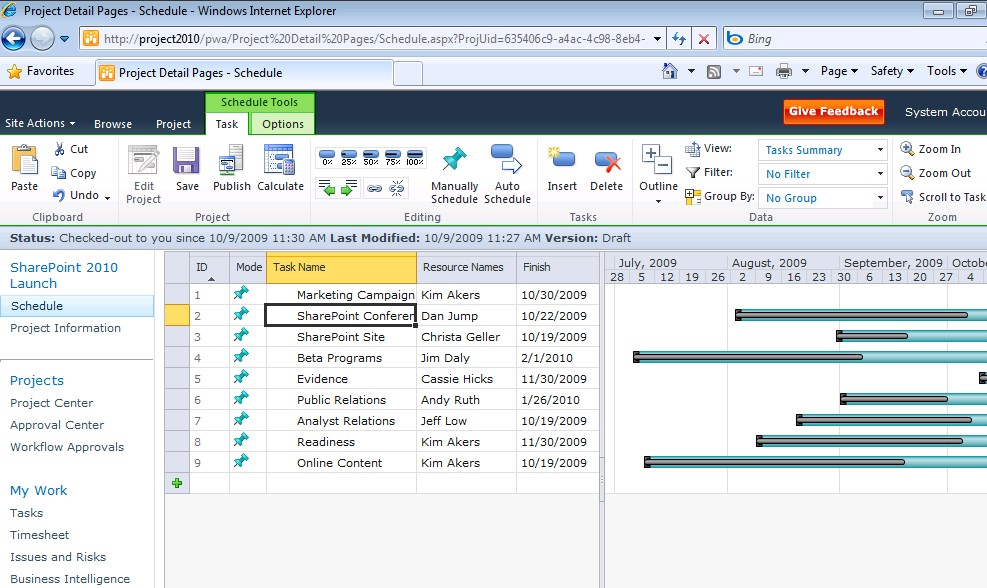 Project Detail Pages - Schedule - Windows Internet Explorer
http://project2010/pwa/Project%20Detail%20Pages/Schedule.aspx?ProjUid=635406c9-a4ac-4c98-8eb4-
Bing
Favorites
Project Detail Pages - Schedule
Page
Safety
Tools
Schedule Tools
Site Actions
Browse
Project
Task
Options
Give Feedback
System Accou
Paste
Cut
Copy
Undo
Clipboard
Edit
Project
Save
Publish
Calculate
Project
0%
25%
50%
75%
100%
Manually
Schedule
Auto
Schedule
Editing
Insert
Delete
Tasks
Outline
View:
Tasks Summary
Filter:
No Filter
Group By:
No Group
Data
Zoom In
Zoom Out
Scroll to Task
Zoom
Status: Checked-out to you since 10/9/2009 11:30 AM Last Modified: 10/9/2009 11:27 AM Version: Draft
SharePoint 2010
Launch
Schedule
Project Information
Projects
Project Center
Approval Center
Workflow Approvals
My Work
Tasks
Timesheet
Issues and Risks
Business Intelligence
ID Mode Task Name Resource Names Finish
1 Marketing Campaign Kim Akers 10/30/2009
2 SharePoint Conferen Dan Jump 10/22/2009
3 SharePoint Site Christa Geller 10/19/2009
4 Beta Programs Jim Daly 2/1/2010
5 Evidence Cassie Hicks 11/30/2009
6 Public Relations Andy Ruth 1/26/2010
7 Analyst Relations Jeff Low 10/19/2009
8 Readiness Kim Akers 11/30/2009
9 Online Content Kim Akers 10/19/2009
July, 2009 August, 2009 September, 2009 Octo
28 5 12 19 26 2 9 16 23 30 6 13 20 27 4